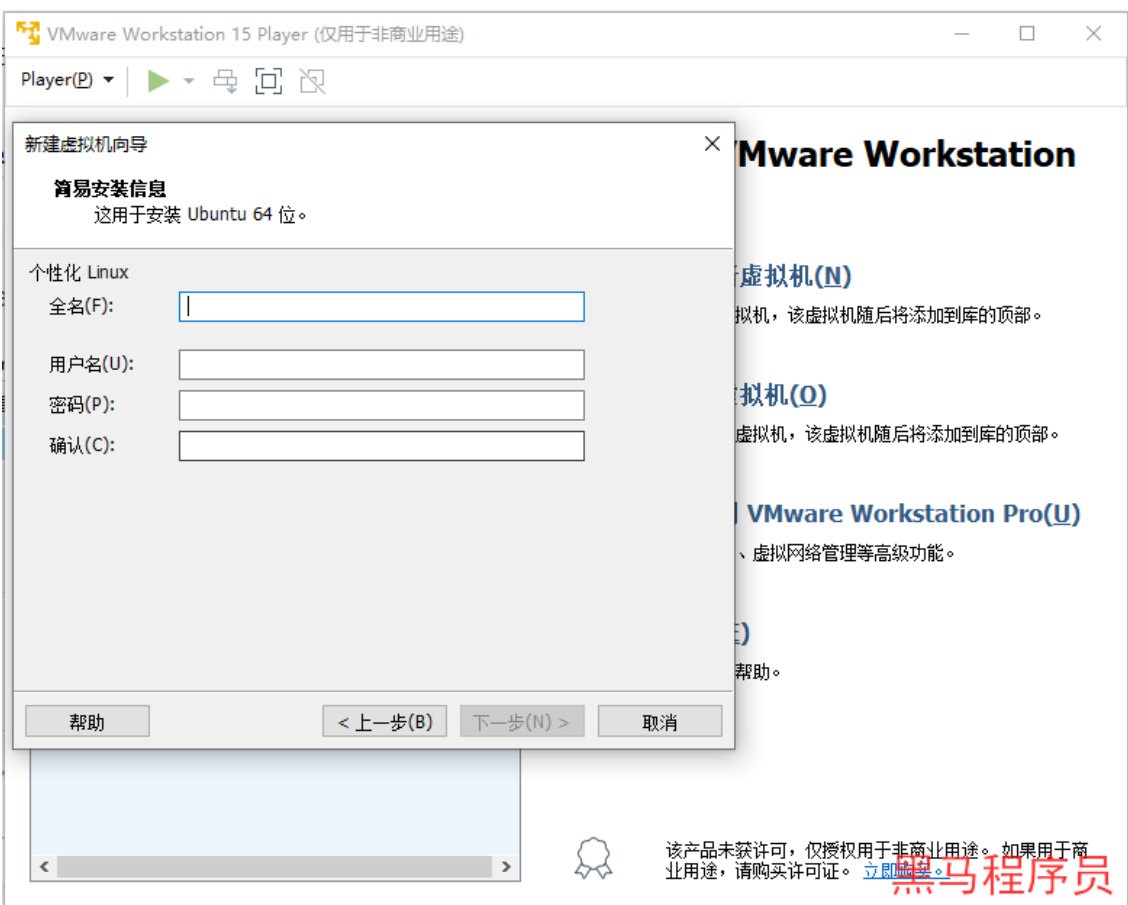 VMware Workstation 15 Player (仅用于非商业用途)
Player(P)
新建虚拟机向导
简易安装信息
这用于安装 Ubuntu 64 位。
个性化 Linux
全名(F):
用户名(U):
密码(P):
确认(C):
帮助
< 上一步(B)
下一步(N) >
取消
Mware Workstation
虚拟机(N)
拟机，该虚拟机随后将添加到库的顶部。
拟机(O)
虚拟机，该虚拟机随后将添加到库的顶部。
VMware Workstation Pro(U)
、虚拟网络管理等高级功能。
帮助。
该产品未获许可，仅授权用于非商业用途。如果用于商
业用途，请购买许可证。 立即购买。
黑马程序员